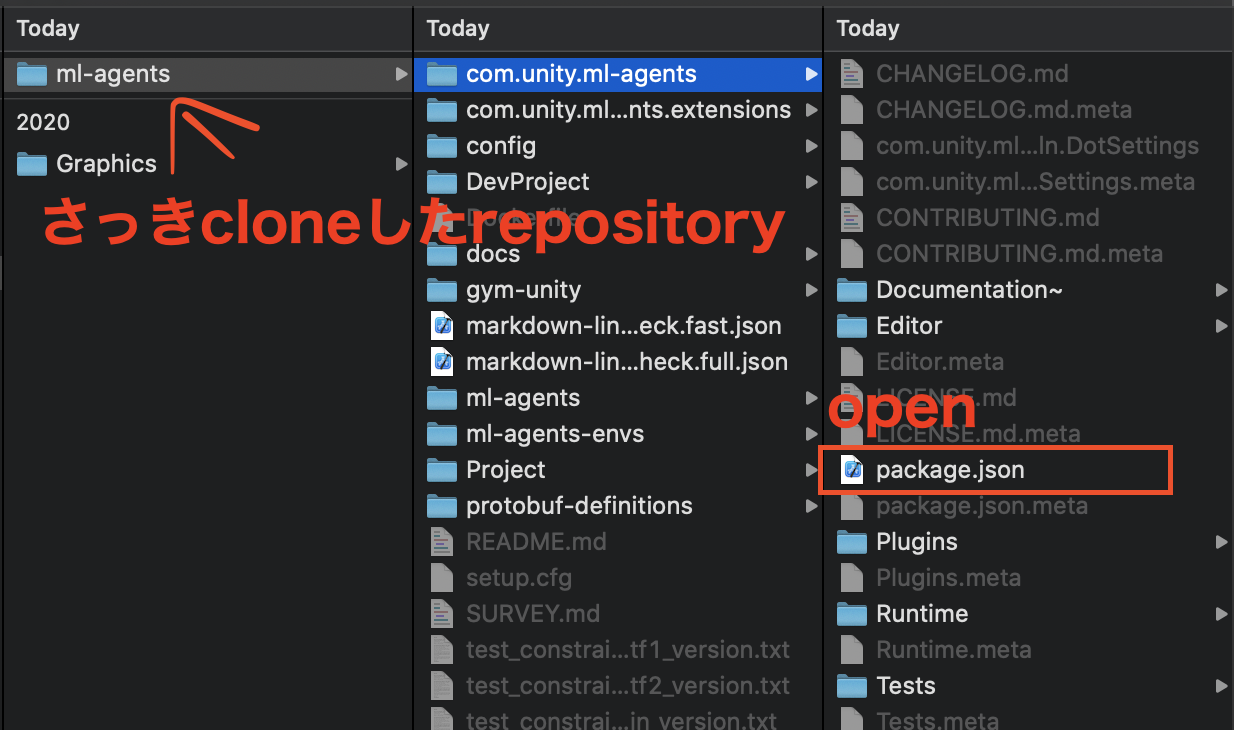 Today
ml-agents
2020
Graphics
さっきcloneしたrepository
Today
com.unity.ml-agents
com.unity.ml...nts.extensions
config
DevProject
Dockerfile
docs
gym-unity
markdown-lin...eck.fast.json
markdown-lin...heck.full.json
ml-agents
ml-agents-envs
Project
protobuf-definitions
README.md
setup.cfg
SURVEY.md
test_constrai...tf1_version.txt
test_constrai...tf2_version.txt
test_constrai...in_version.txt
Today
CHANGELOG.md
CHANGELOG.md.meta
com.unity.ml...ln.DotSettings
com.unity.ml...Settings.meta
CONTRIBUTING.md
CONTRIBUTING.md.meta
Documentation~
Editor
Editor.meta
LICENSE.md
open
LICENSE.md.meta
package.json
package.json.meta
Plugins
Plugins.meta
Runtime
Runtime.meta
Tests
Tests.meta